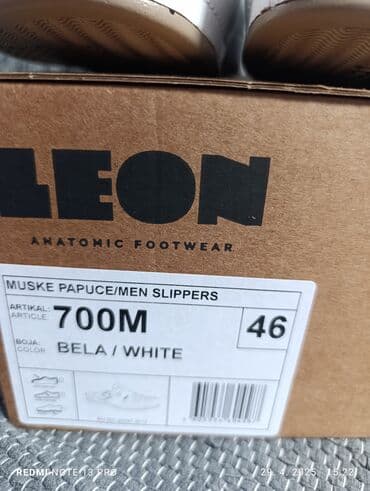 LEON
ANATOMIC FOOTWEAR
MUSKE PAPUCE/MEN SLIPPERS
ARTIKAL:
ARTICLE
700M
46
BOJA:
COLOR
BELA / WHITE
REDMI NOTE 13 PRO
29. 4. 2025. 15:22